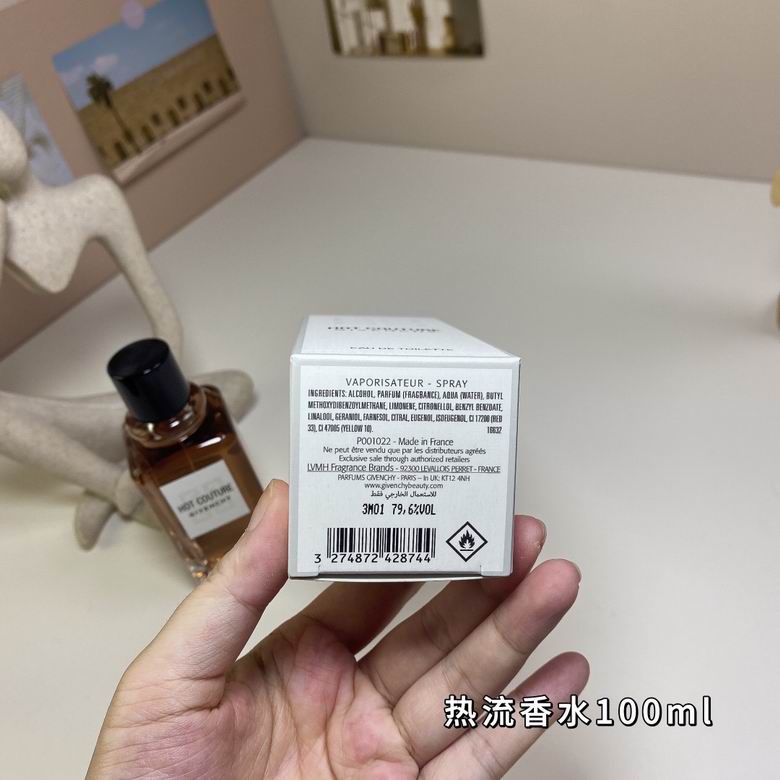 HOT COUTURE
EAU DE TOILETTE
VAPORISATEUR - SPRAY
INGREDIENTS: ALCOHOL, PARFUM (FRAGRANCE), AQUA (WATER), BUTYL
METHOXYDIBENZOYLMETHANE, LIMONENE, CITRONELLOL, BENZYL BENZOATE,
LINALOOL, GERANIOL, FARNESOL, CITRAL, EUGENOL, ISOEUGENOL, CI 17200 (RED
33), CI 47005 (YELLOW 10). 16632
P001022 - Made in France
Ne peut être vendu que par les distributeurs agréés
Exclusive sale through authorized retailers
LVMH Fragrance Brands - 92300 LEVALLOIS PERRET - FRANCE
PARFUMS GIVENCHY - PARIS - In UK: KT12 4NH
www.givenchybeauty.com
للاستعمال الخارجي فقط
3M01 79,6%VOL
3 274872 428744
HOT COUTURE
GIVENCHY
热流香水100ml